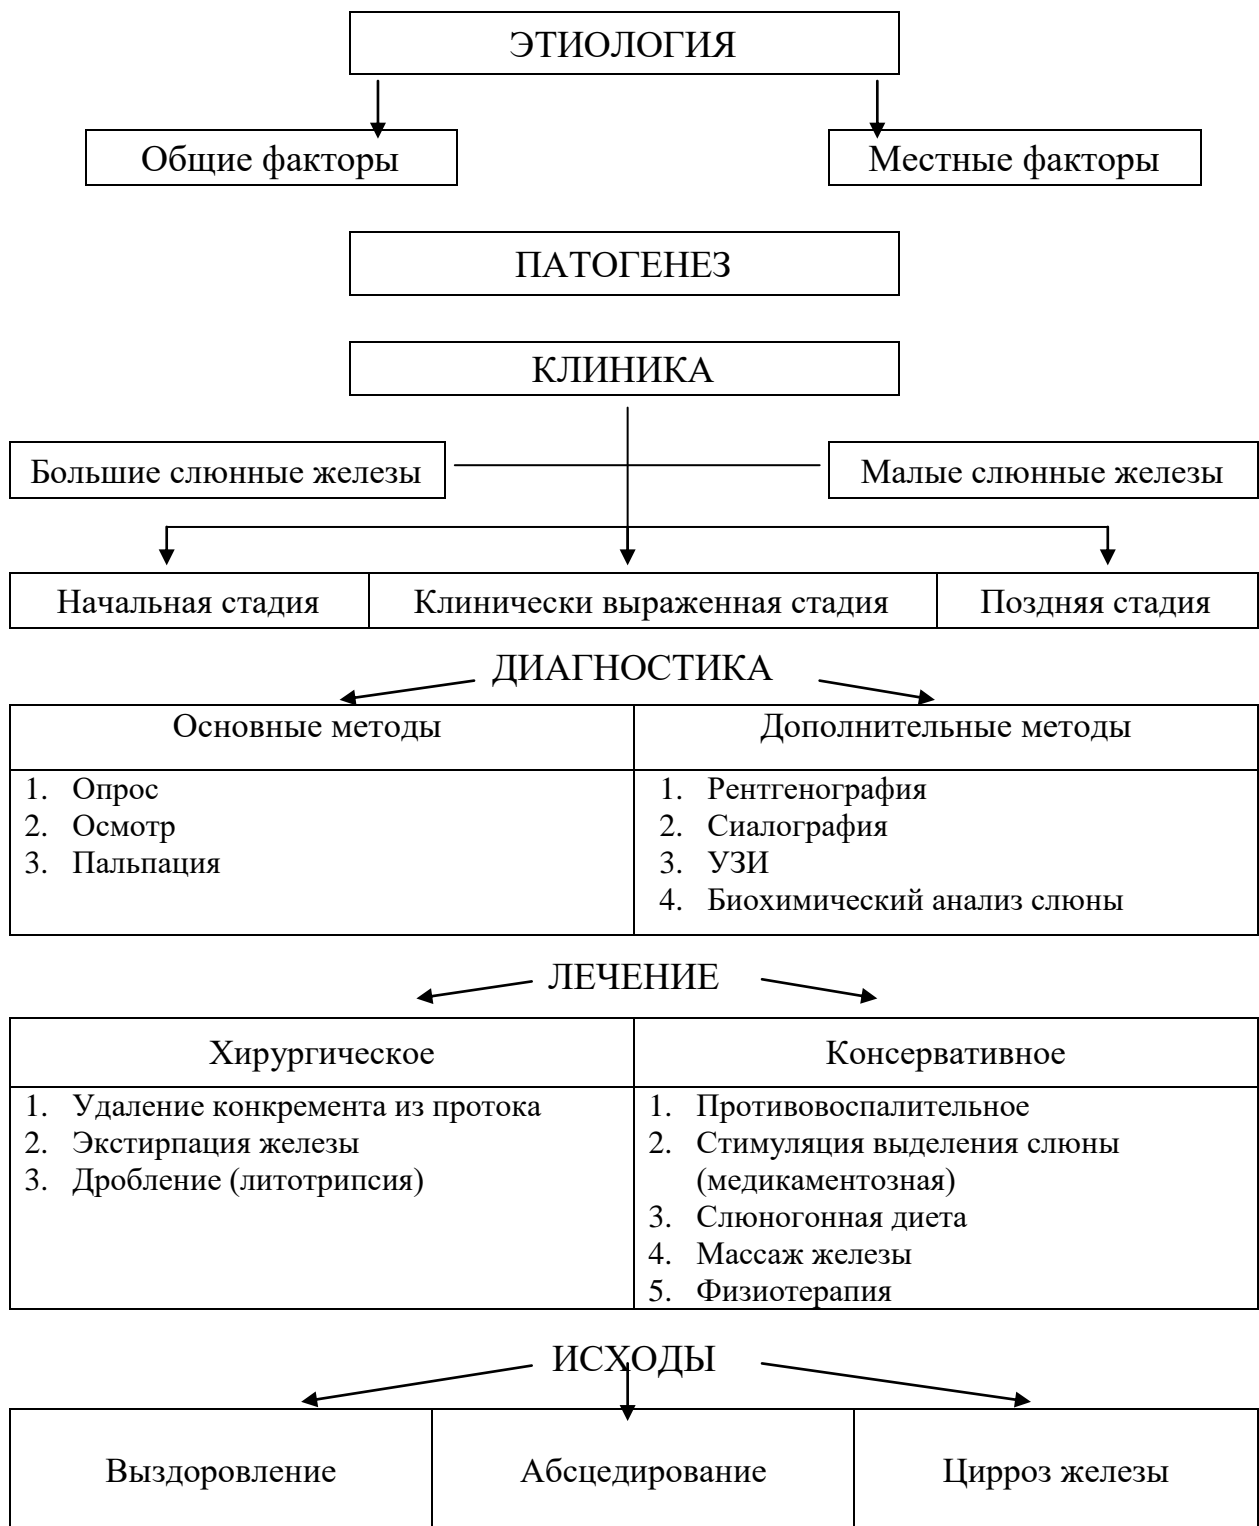 ЭТИОЛОГИЯ
Общие факторы
Местные факторы
ПАТОГЕНЕЗ
КЛИНИКА
Большие слюнные железы
Малые слюнные железы
Начальная стадия
Клинически выраженная стадия
Поздняя стадия
ДИАГНОСТИКА
Основные методы
1. Опрос
2. Осмотр
3. Пальпация
Дополнительные методы
1. Рентгенография
2. Сиалография
3. УЗИ
4. Биохимический анализ слюны
ЛЕЧЕНИЕ
Хирургическое
1. Удаление конкремента из протока
2. Экстирпация железы
3. Дробление (литотрипсия)
Консервативное
1. Противовоспалительное
2. Стимуляция выделения слюны
(медикаментозная)
3. Слюногонная диета
4. Массаж железы
5. Физиотерапия
ИСХОДЫ
Выздоровление
Абсцедирование
Цирроз железы